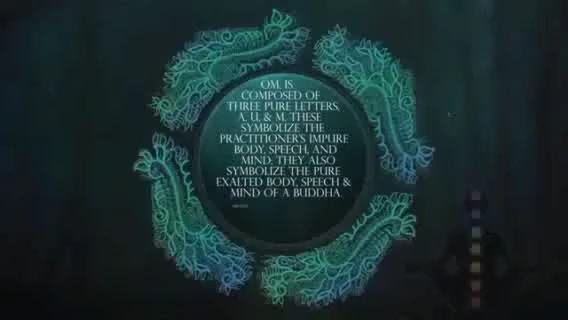 OM, IS
COMPOSED OF
THREE PURE LETTERS,
A, U, & M. THESE
SYMBOLIZE THE
PRACTITIONER'S IMPURE
BODY, SPEECH, AND
MIND; THEY ALSO
SYMBOLIZE THE PURE
EXALTED BODY, SPEECH &
MIND OF A BUDDHA.